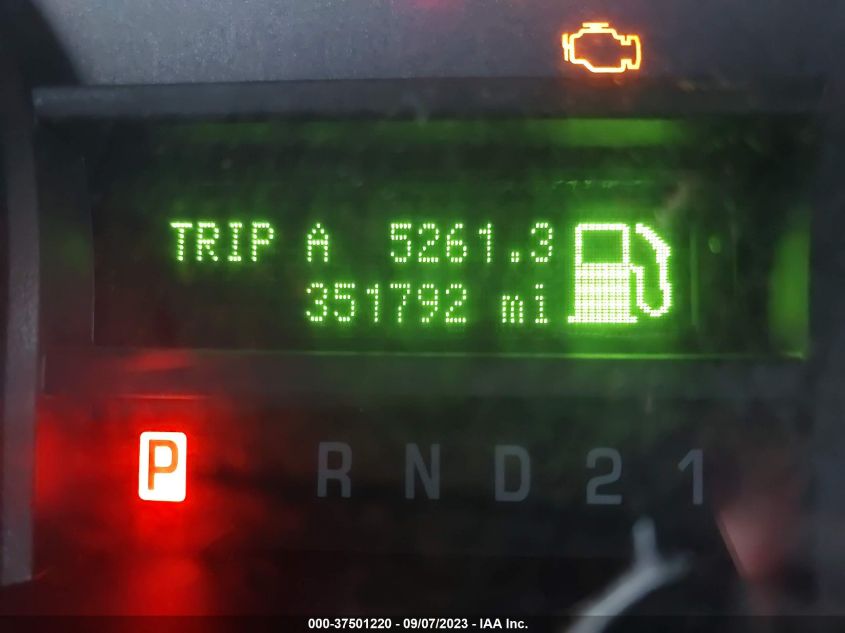 TRIP A 5261.3
351792 mi
P R N D 2 1
000-37501220 - 09/07/2023 - IAA Inc.